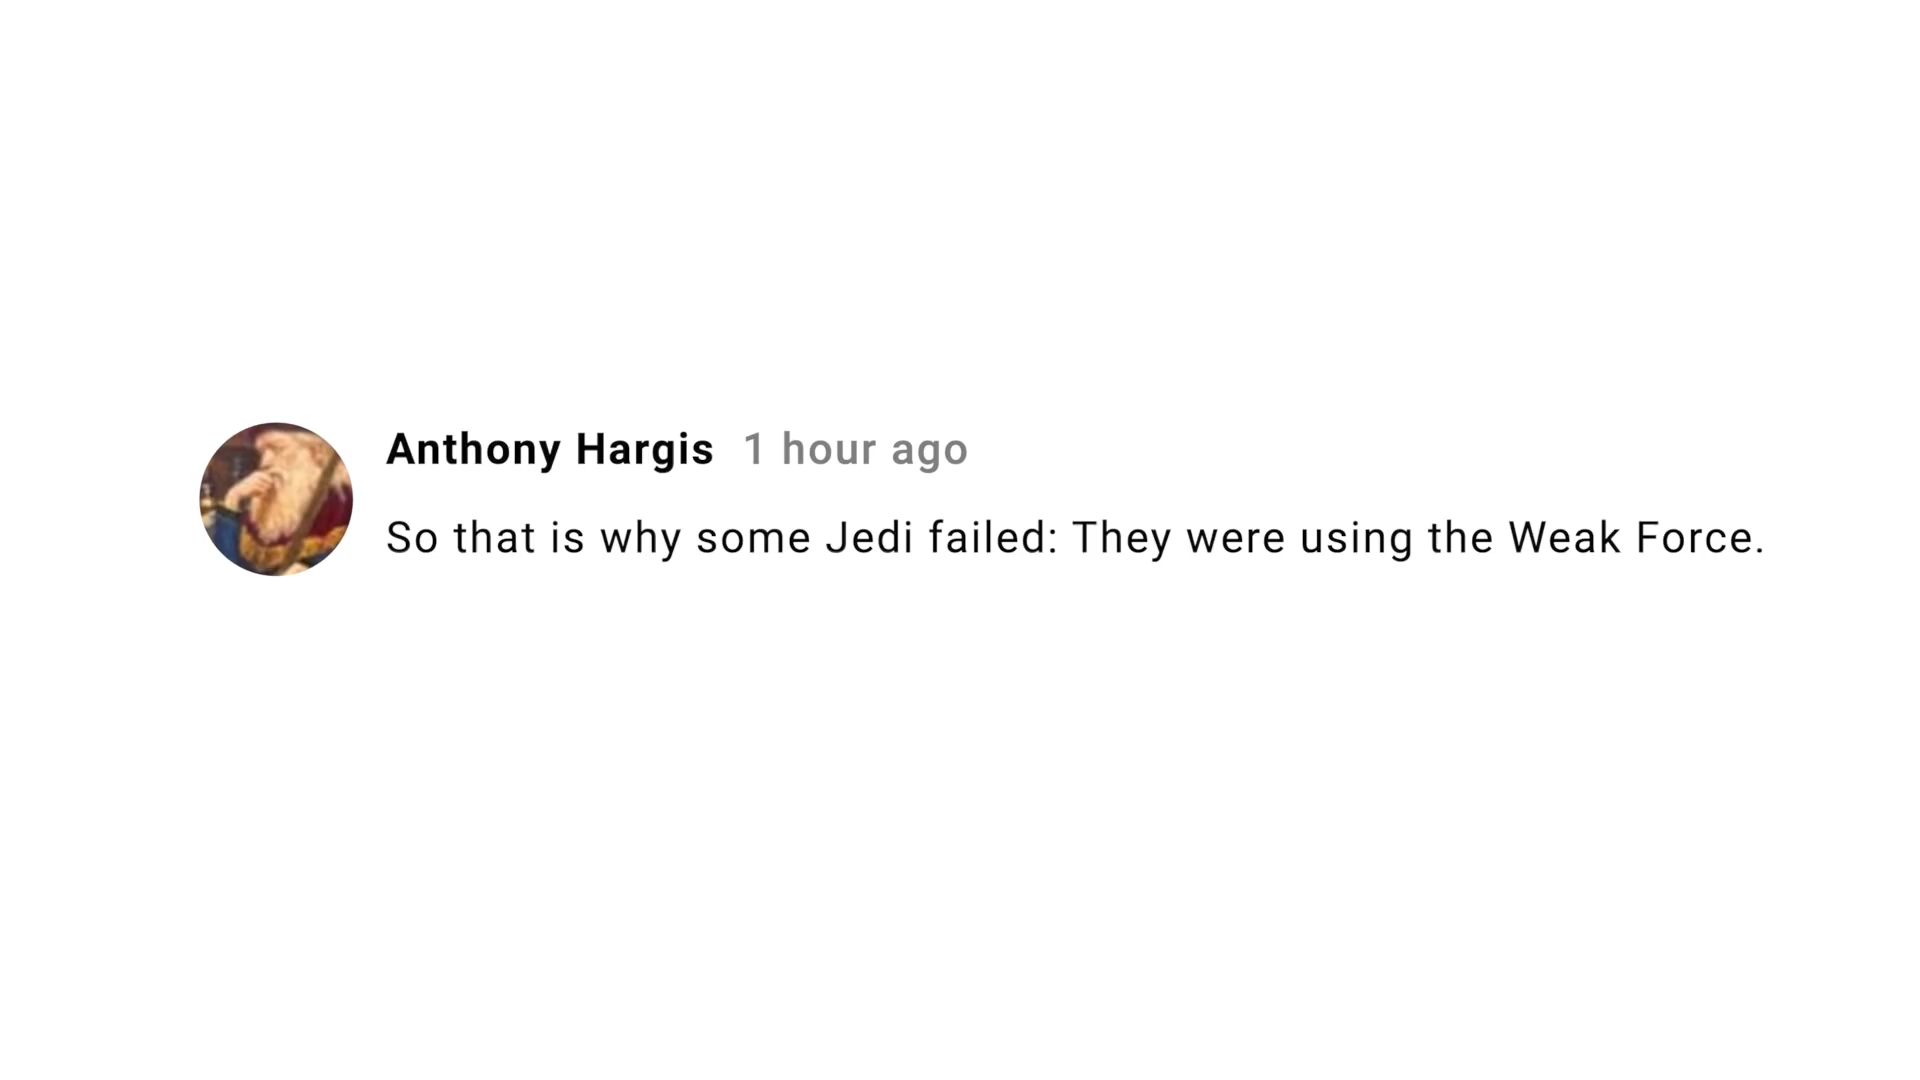 Anthony Hargis 1 hour ago
So that is why some Jedi failed: They were using the Weak Force.